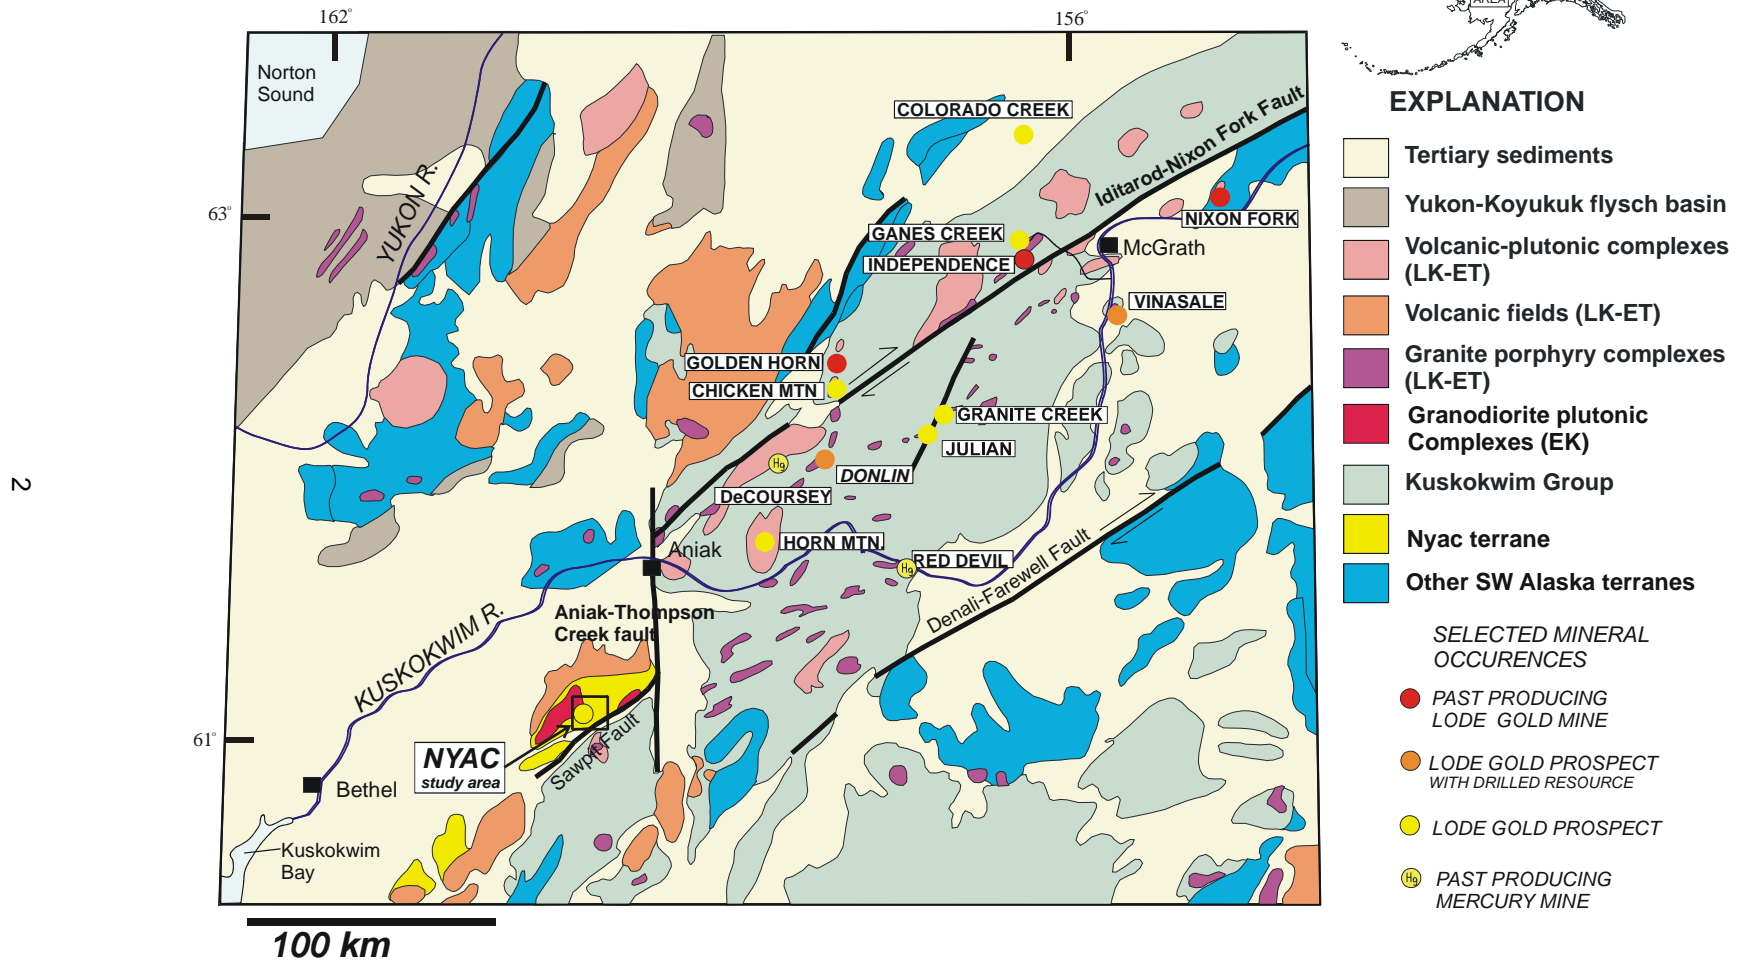 162°
156°
AREA
Norton
Sound
COLORADO CREEK
Iditarod-Nixon Fork Fault
EXPLANATION
Tertiary sediments
Yukon-Koyukuk flysch basin
Volcanic-plutonic complexes
(LK-ET)
Volcanic fields (LK-ET)
Granite porphyry complexes
(LK-ET)
Granodiorite plutonic
Complexes (EK)
Kuskokwim Group
Nyac terrane
Other SW Alaska terranes
SELECTED MINERAL
OCCURENCES
PAST PRODUCING
LODE GOLD MINE
LODE GOLD PROSPECT
WITH DRILLED RESOURCE
LODE GOLD PROSPECT
Hg
PAST PRODUCING
MERCURY MINE
YUKON R.
63°
NIXON FORK
GANES CREEK
McGrath
INDEPENDENCE
VINASALE
GOLDEN HORN
CHICKEN MTN
GRANITE CREEK
JULIAN
Hg
DONLIN
DeCOURSEY
2
HORN MTN.
Aniak
RED DEVIL
Hg
Denali-Farewell Fault
Aniak-Thompson
Creek fault
KUSKOKWIM R.
61°
NYAC
study area
Sawpit Fault
Bethel
Kuskokwim
Bay
100 km